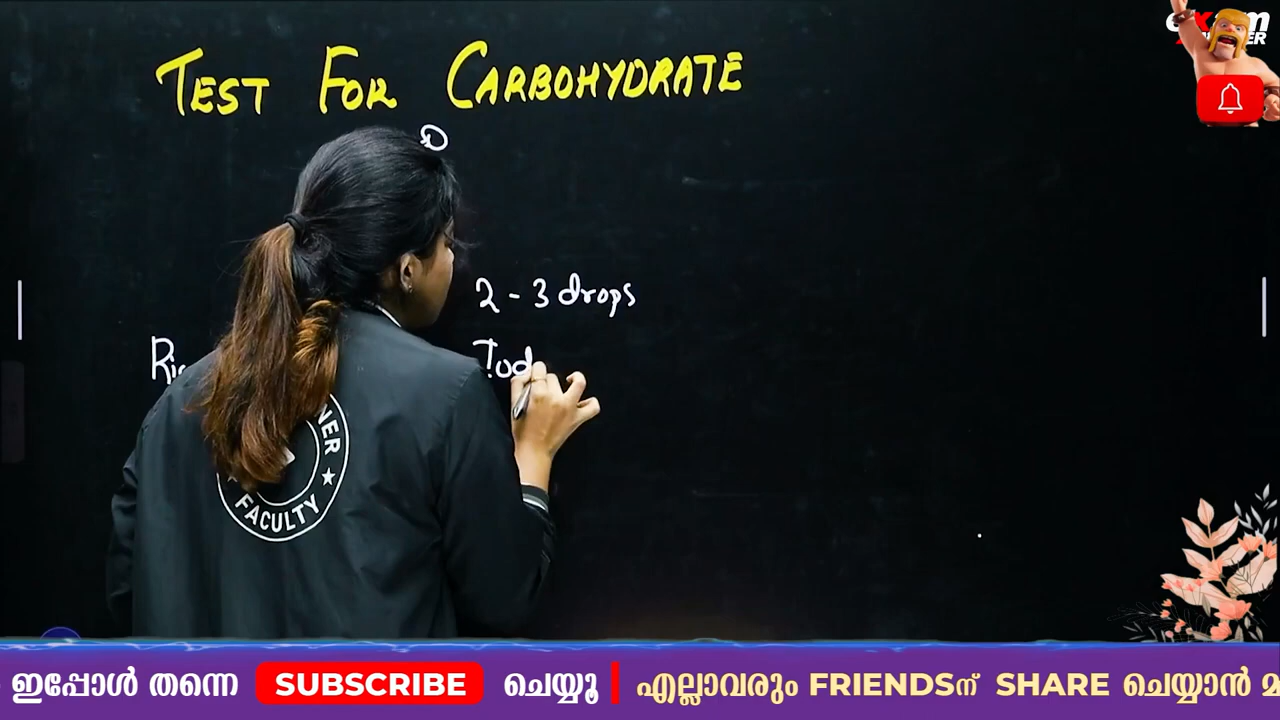 TEST FOR CARBOHYDRATE
2 - 3 drops
FACULTY
ഇപ്പോൾ തന്നെ SUBSCRIBE ചെയ്യൂ എല്ലാവരും FRIENDSന് SHARE ചെയ്യാൻ